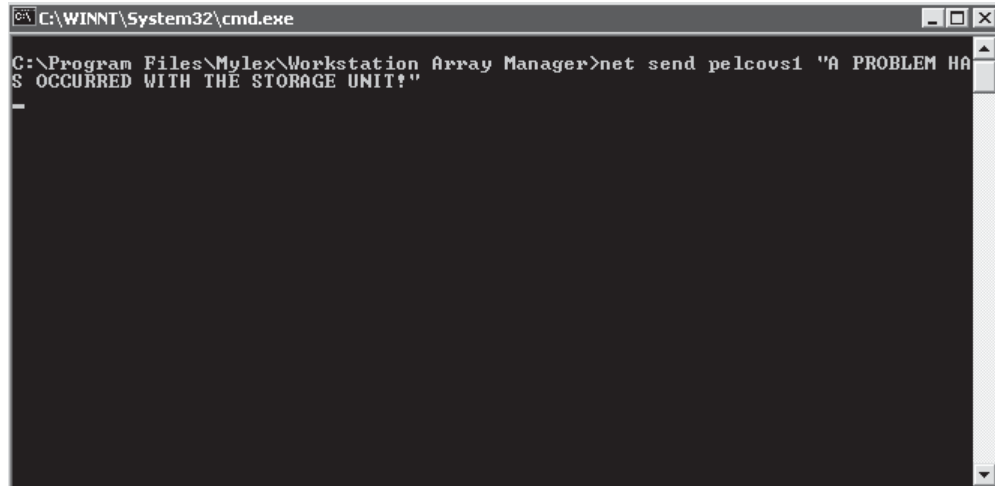 C:\WINNT\System32\cmd.exe
C:\Program Files\Mylex\Workstation Array Manager>net send pelcovs1 "A PROBLEM HA
S OCCURRED WITH THE STORAGE UNIT!"